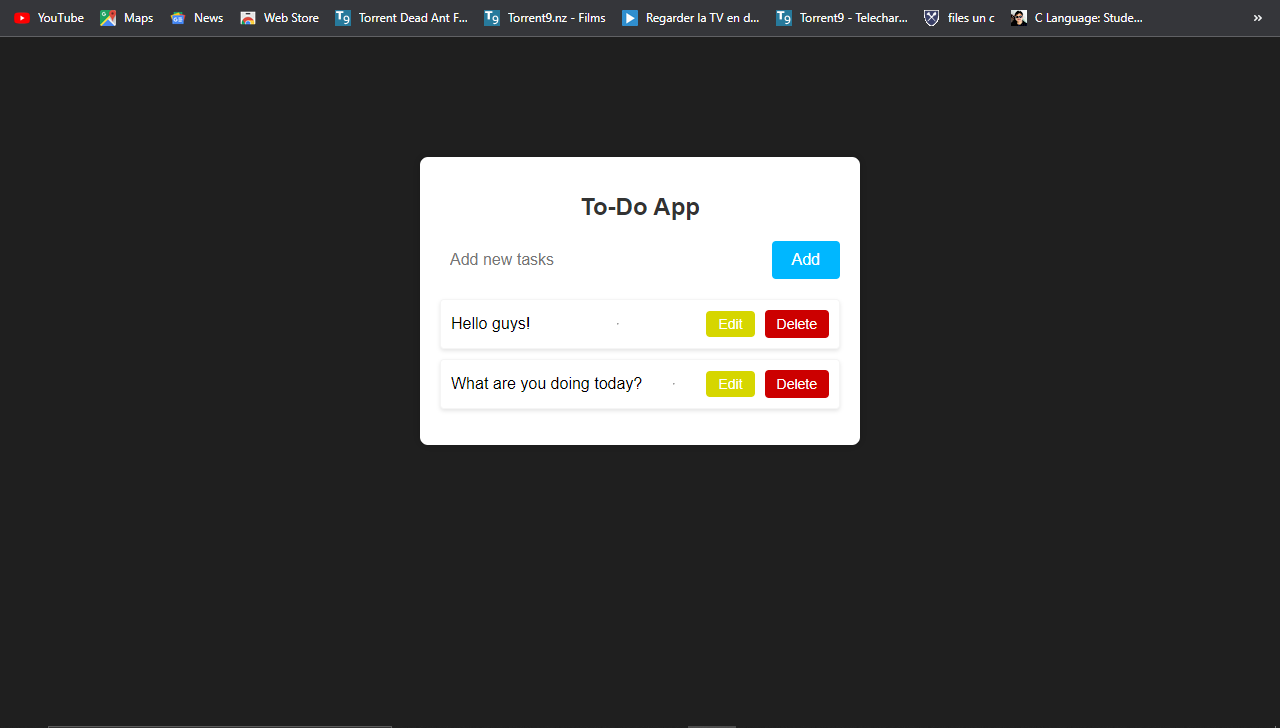 YouTube Maps News Web Store Torrent Dead Ant F... Torrent9.nz - Films Regarder la TV en d... Torrent9 - Telechar... files un c C Language: Stude... »
To-Do App
Add new tasks Add
Hello guys! Edit Delete
What are you doing today? Edit Delete